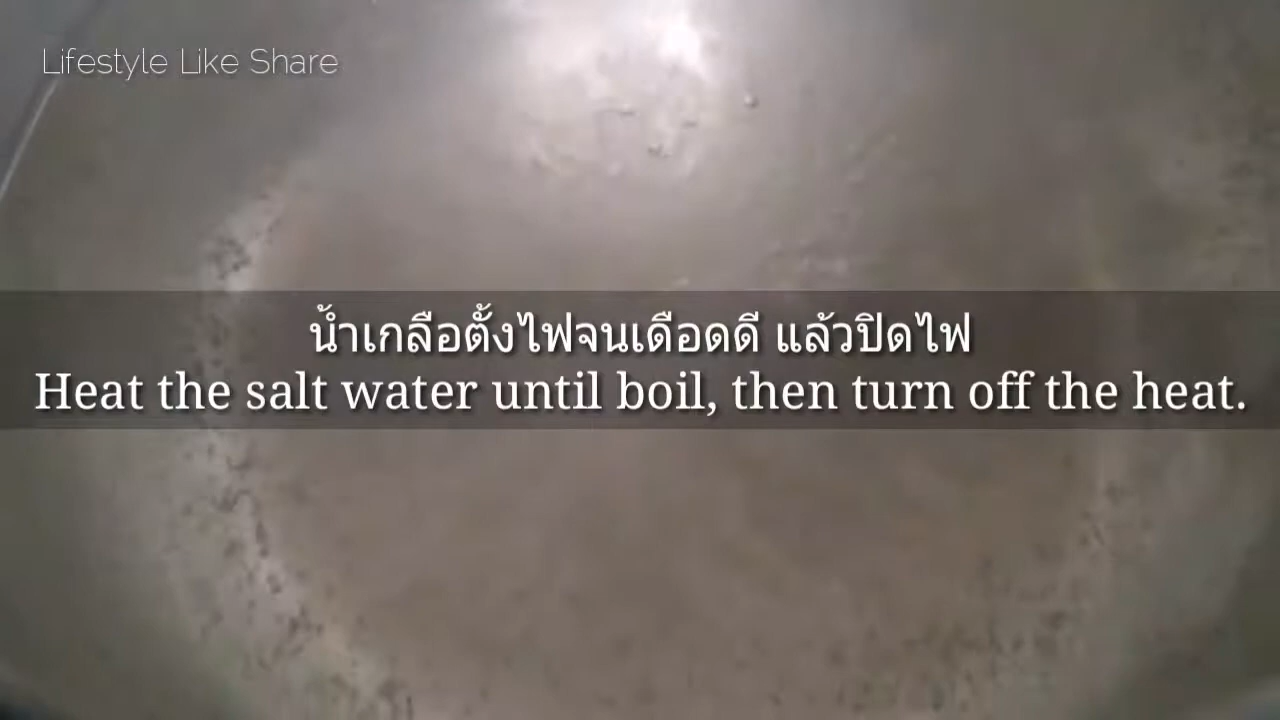 Lifestyle Like Share
น้ำเกลือตั้งไฟจนเดือดดี แล้วปิดไฟ
Heat the salt water until boil, then turn off the heat.